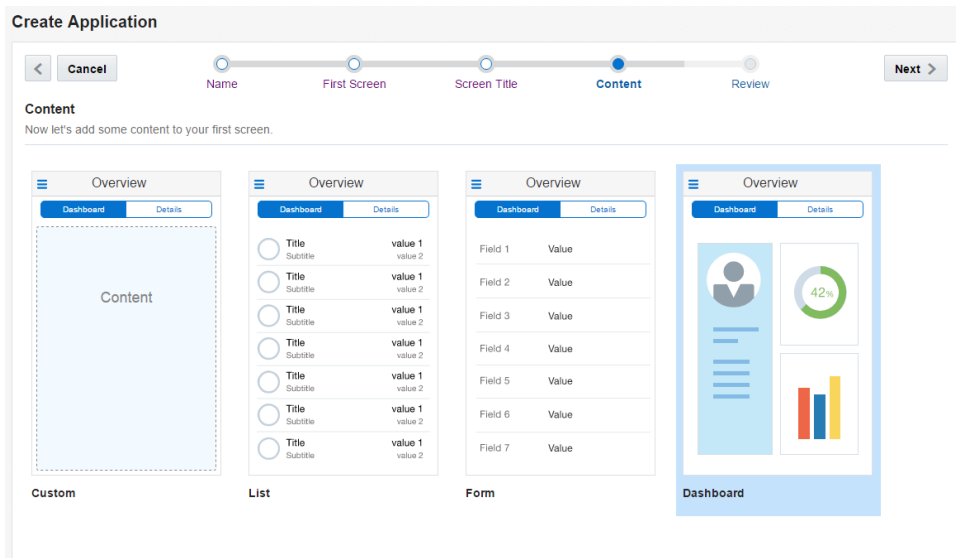 Create Application
Cancel
Next
Name
First Screen
Screen Title
Content
Review
Content
Now let's add some content to your first screen.
Overview
Dashboard Details
Content
Custom
Overview
Dashboard Details
Title value 1
Subtitle value 2
Title value 1
Subtitle value 2
Title value 1
Subtitle value 2
Title value 1
Subtitle value 2
Title value 1
Subtitle value 2
Title value 1
Subtitle value 2
Title value 1
Subtitle value 2
List
Overview
Dashboard Details
Field 1 Value
Field 2 Value
Field 3 Value
Field 4 Value
Field 5 Value
Field 6 Value
Field 7 Value
Form
Overview
Dashboard Details
42%
Dashboard